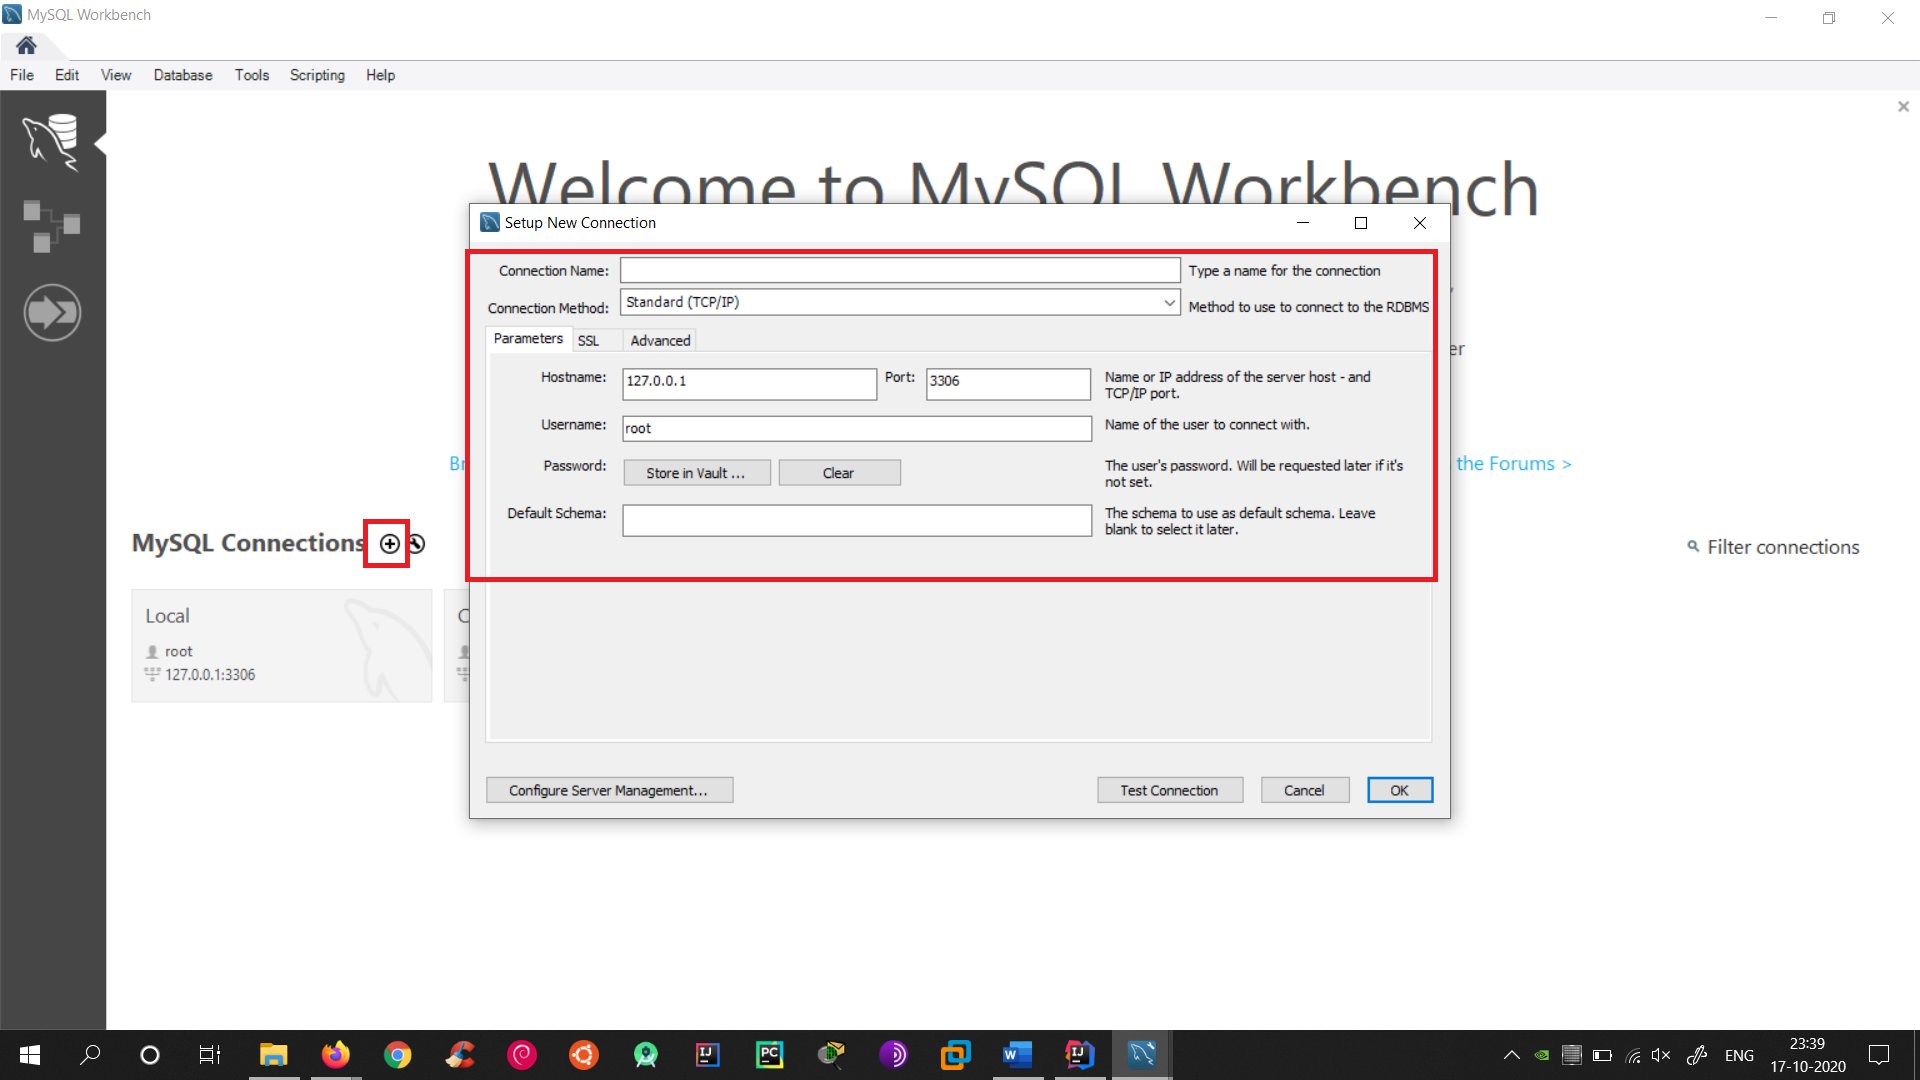 MySQL Workbench
File Edit View Database Tools Scripting Help
Welcome to MySQL Workbench
Setup New Connection
Connection Name: Type a name for the connection
Connection Method: Standard (TCP/IP) Method to use to connect to the RDBMS
Parameters SSL Advanced
Hostname: 127.0.0.1 Port: 3306 Name or IP address of the server host - and
TCP/IP port.
Username: root Name of the user to connect with.
Password: Store in Vault ... Clear The user's password. Will be requested later if it's
not set.
Default Schema: The schema to use as default schema. Leave
blank to select it later.
Configure Server Management... Test Connection Cancel OK
the Forums >
MySQL Connections
Filter connections
Local
root
127.0.0.1:3306
ENG
23:39
17-10-2020